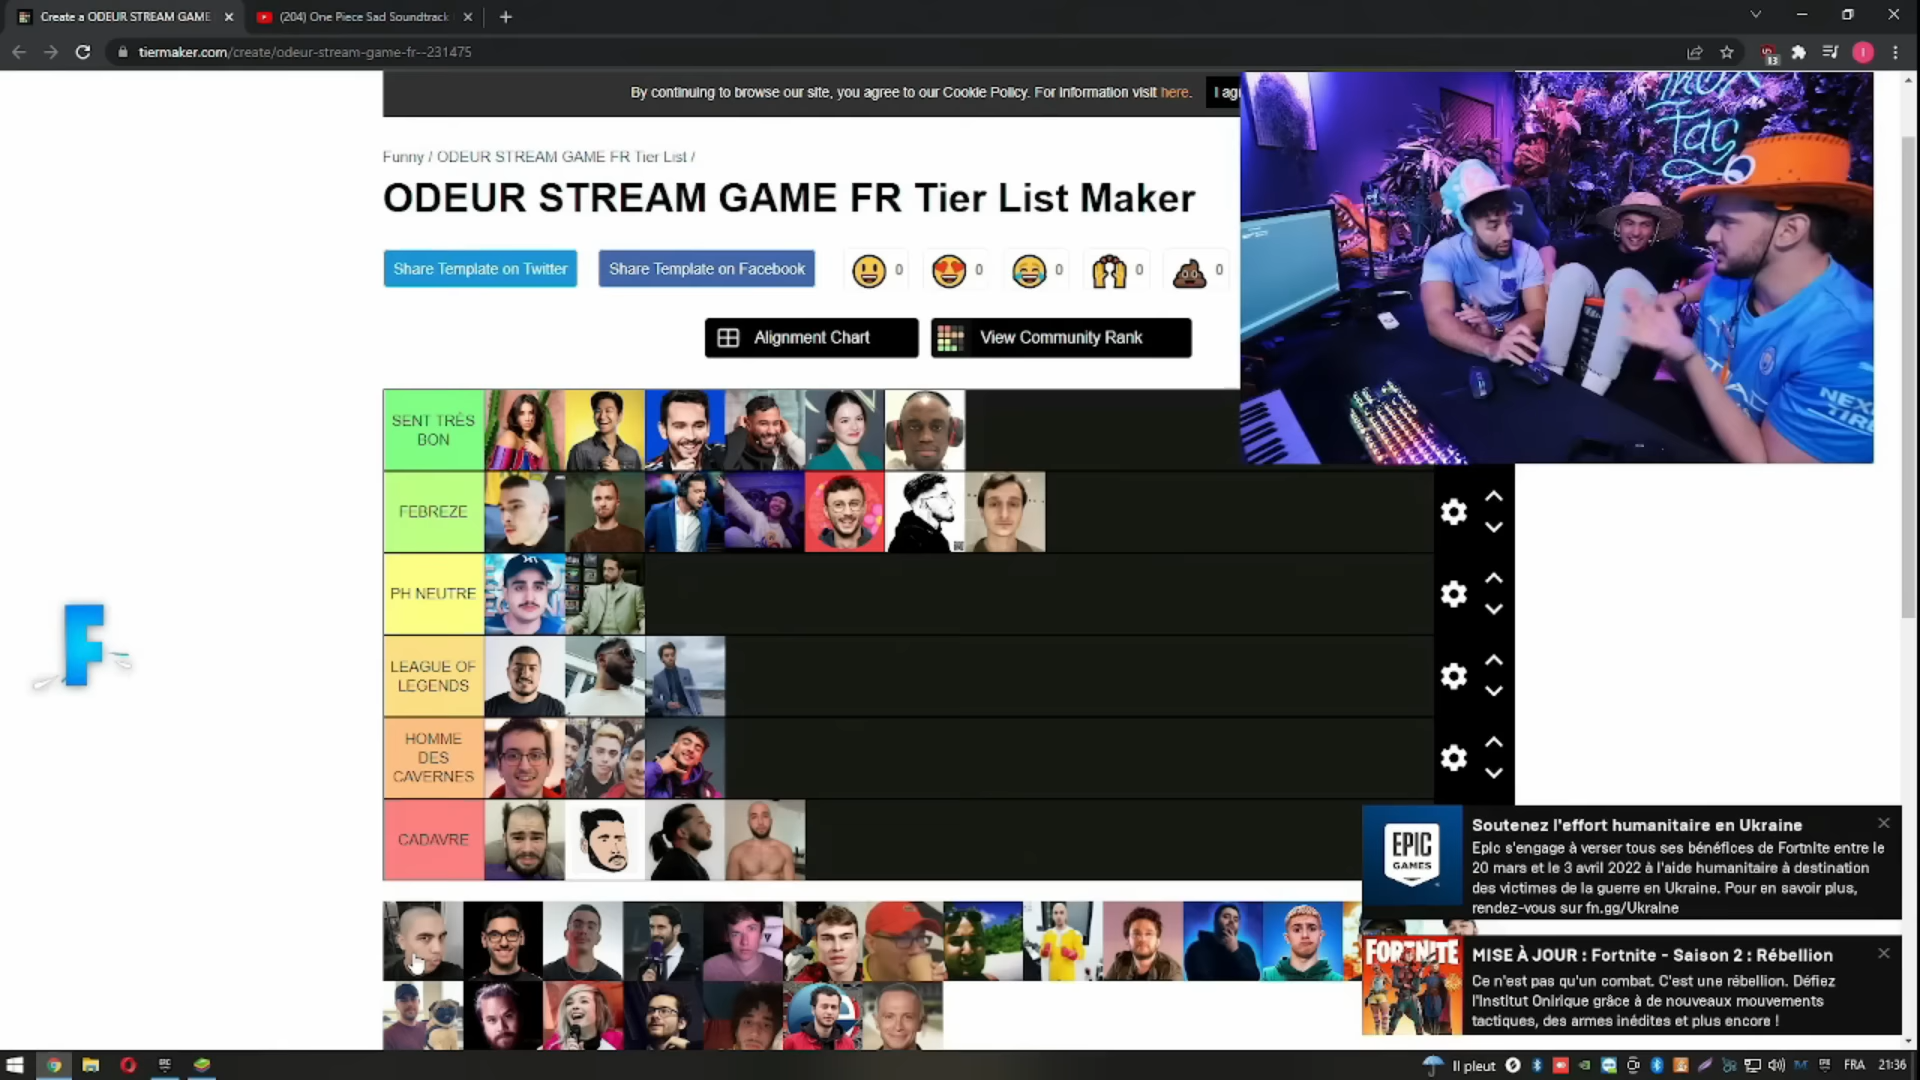 Create a ODEUR STREAM GAME
(204) One Piece Sad Soundtrack
tiermaker.com/create/odeur-stream-game-fr--231475
13
I
By continuing to browse our site, you agree to our Cookie Policy. For information visit here.
I ag
Funny / ODEUR STREAM GAME FR Tier List /
ODEUR STREAM GAME FR Tier List Maker
Share Template on Twitter
Share Template on Facebook
0
0
0
0
0
Alignment Chart
View Community Rank
SENT TRÈS
BON
FEBREZE
PH NEUTRE
LEAGUE OF
LEGENDS
HOMME
DES
CAVERNES
CADAVRE
F
Tac
NEXEN
TIRE
EPIC
GAMES
Soutenez l'effort humanitaire en Ukraine
Epic s'engage à verser tous ses bénéfices de Fortnite entre le
20 mars et le 3 avril 2022 à l'aide humanitaire à destination
des victimes de la guerre en Ukraine. Pour en savoir plus,
rendez-vous sur fn.gg/Ukraine
FORTNITE
MISE À JOUR : Fortnite - Saison 2 : Rébellion
Ce n'est pas qu'un combat. C'est une rébellion. Défiez
l'Institut Onirique grâce à de nouveaux mouvements
tactiques, des armes inédites et plus encore !
Il pleut
FRA
21:36